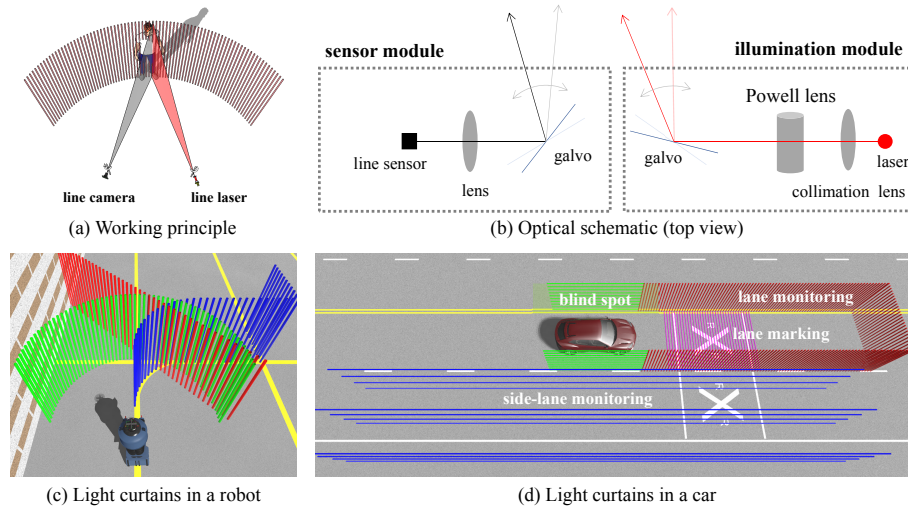 sensor module
illumination module
Powell lens
line sensor
galvo
galvo
laser
lens
collimation
lens
line camera
line laser
(a) Working principle
(b) Optical schematic (top view)
blind spot
lane monitoring
lane marking
side-lane monitoring
(c) Light curtains in a robot
(d) Light curtains in a car